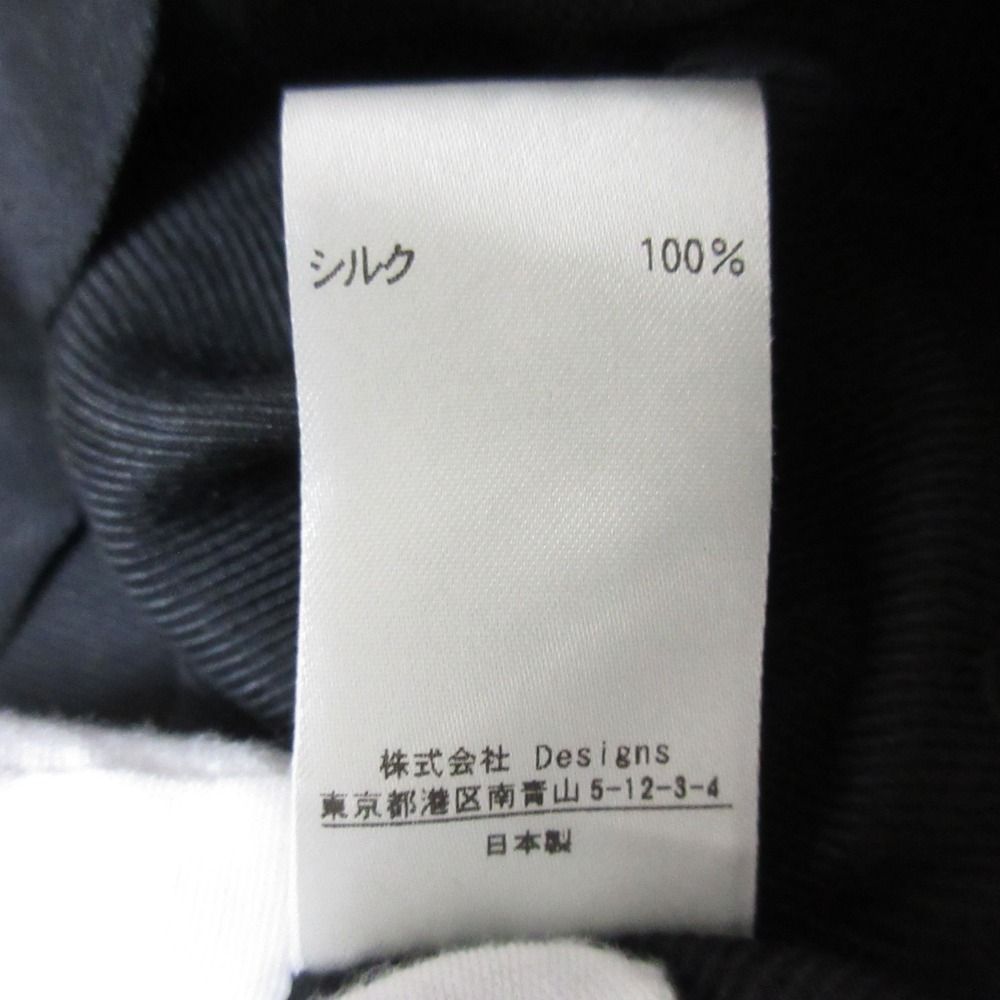 シルク 100%
株式会社 Designs
東京都港区南青山5-12-3-4
日本製